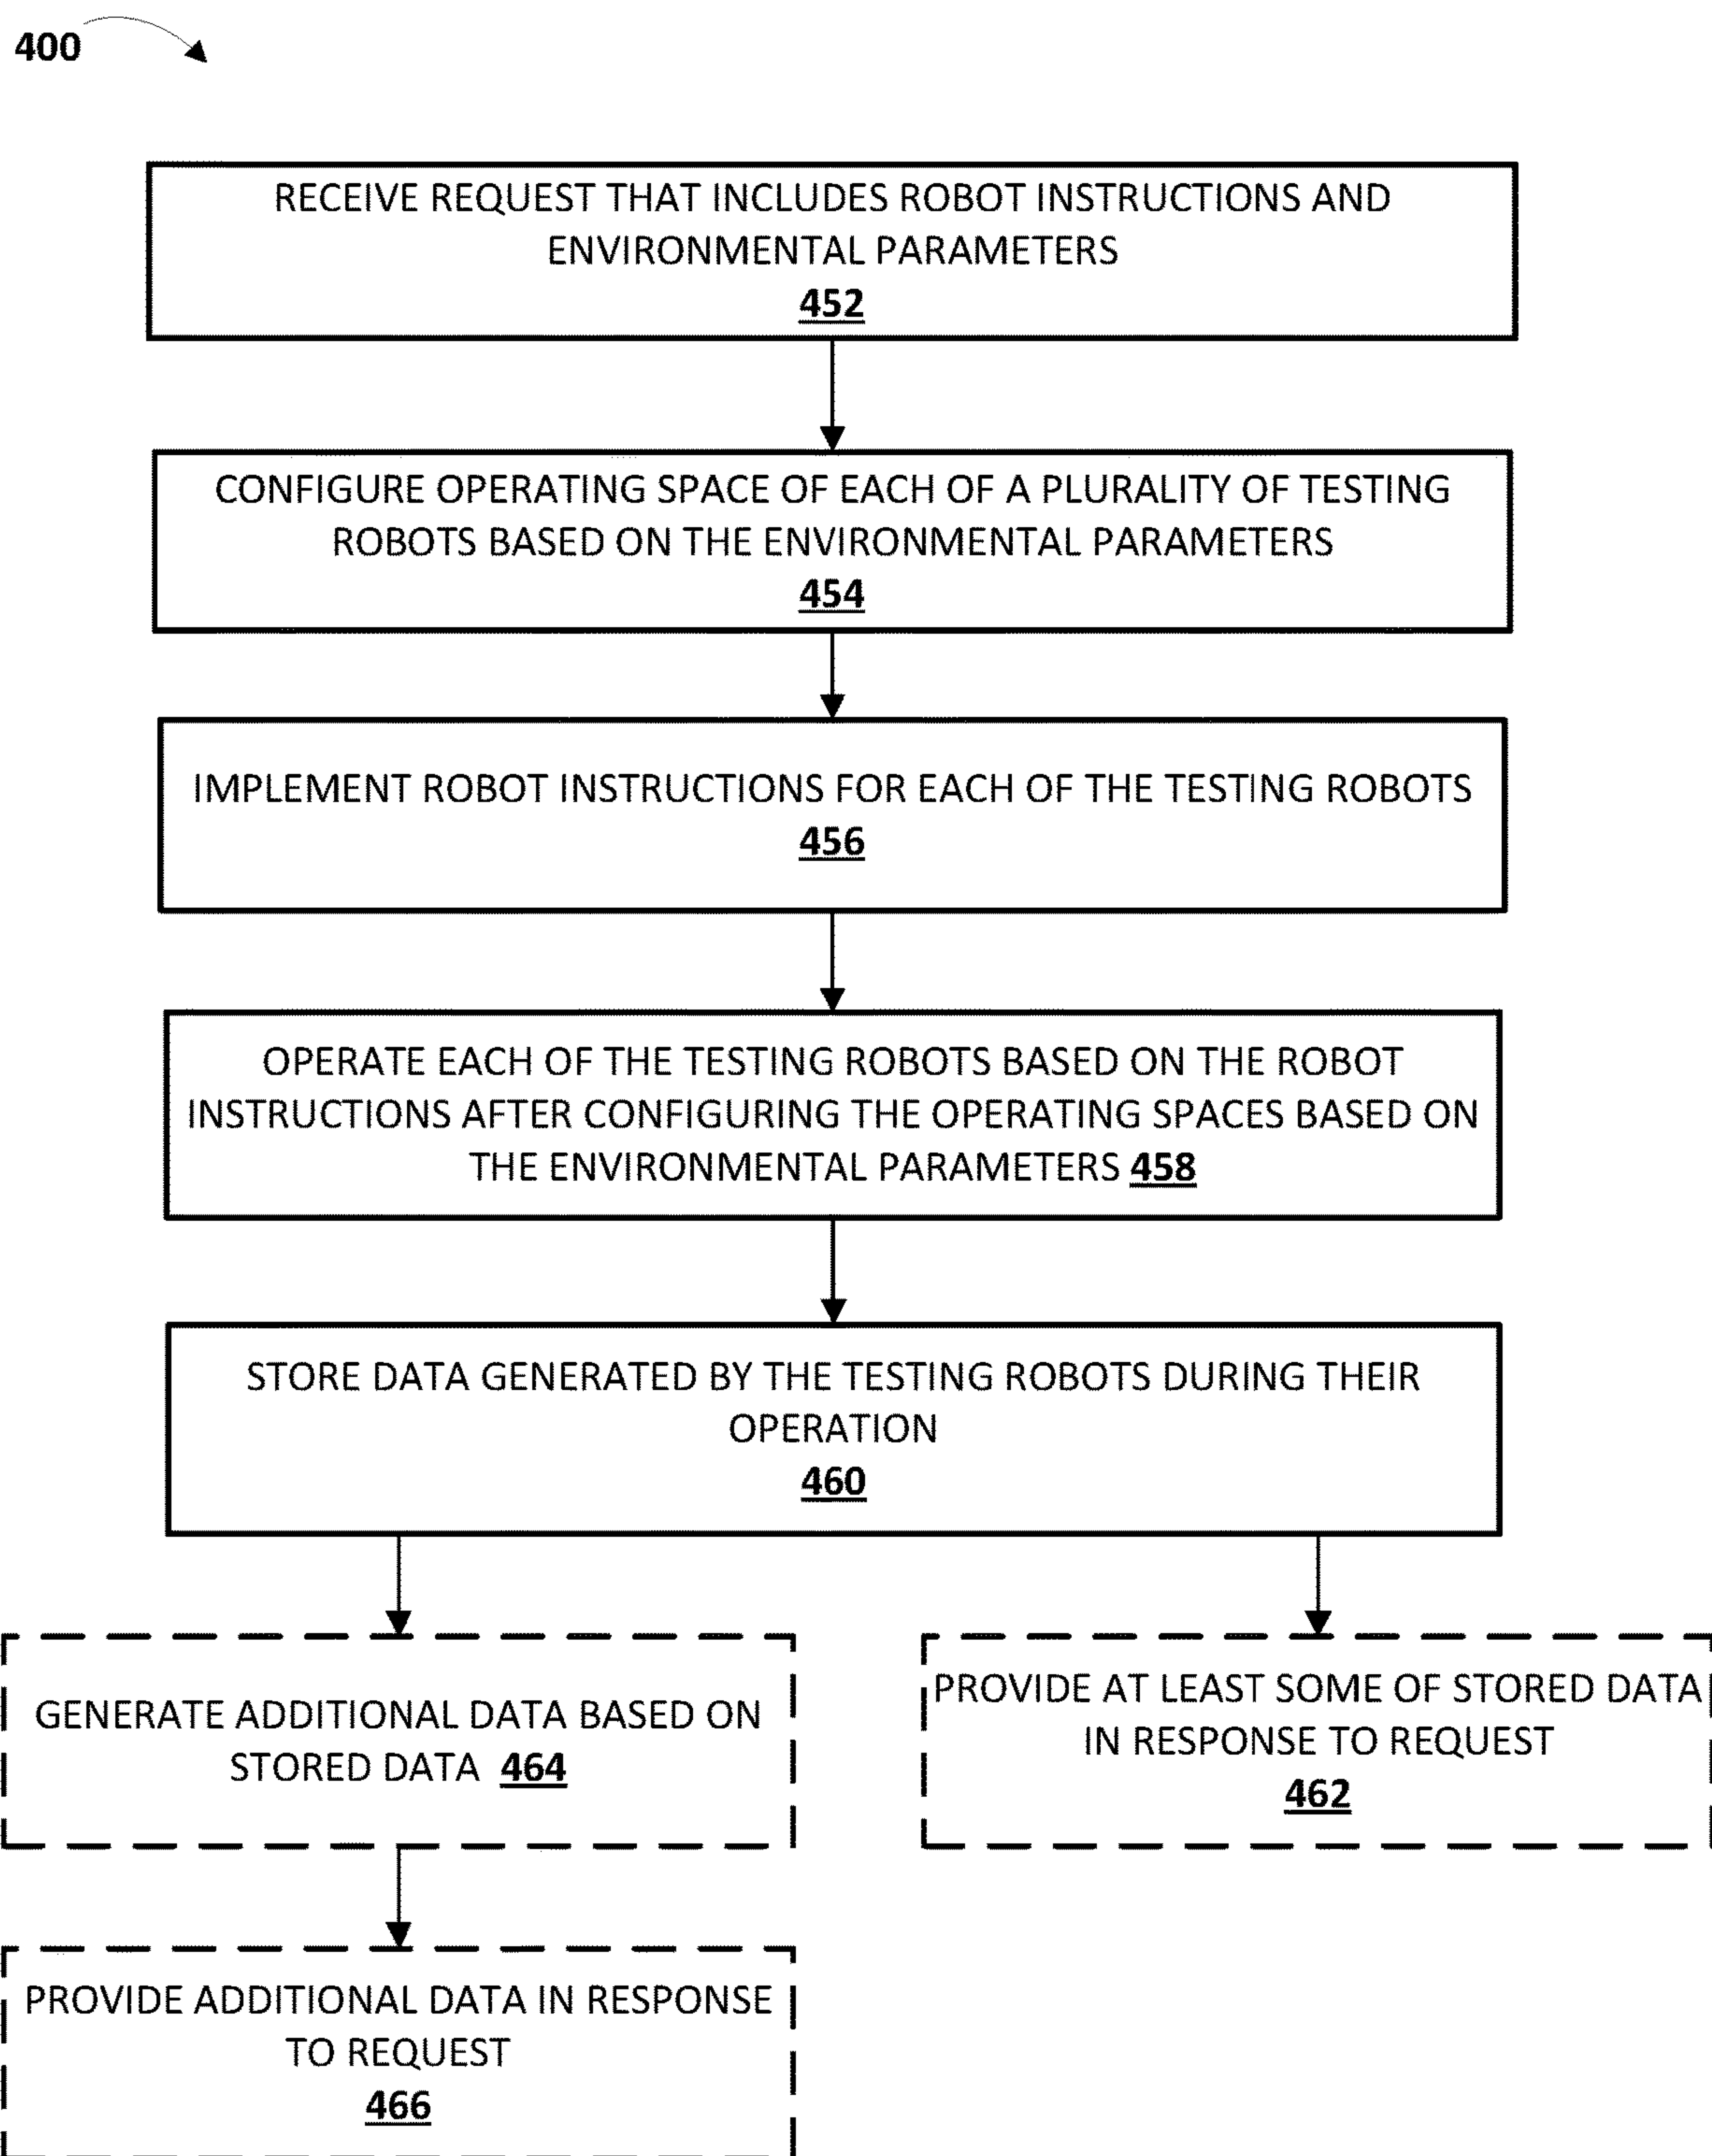 400
RECEIVE REQUEST THAT INCLUDES ROBOT INSTRUCTIONS AND
ENVIRONMENTAL PARAMETERS
452
CONFIGURE OPERATING SPACE OF EACH OF A PLURALITY OF TESTING
ROBOTS BASED ON THE ENVIRONMENTAL PARAMETERS
454
IMPLEMENT ROBOT INSTRUCTIONS FOR EACH OF THE TESTING ROBOTS
456
OPERATE EACH OF THE TESTING ROBOTS BASED ON THE ROBOT
INSTRUCTIONS AFTER CONFIGURING THE OPERATING SPACES BASED ON
THE ENVIRONMENTAL PARAMETERS 458
STORE DATA GENERATED BY THE TESTING ROBOTS DURING THEIR
OPERATION
460
GENERATE ADDITIONAL DATA BASED ON
STORED DATA 464
PROVIDE AT LEAST SOME OF STORED DATA
IN RESPONSE TO REQUEST
462
PROVIDE ADDITIONAL DATA IN RESPONSE
TO REQUEST
466